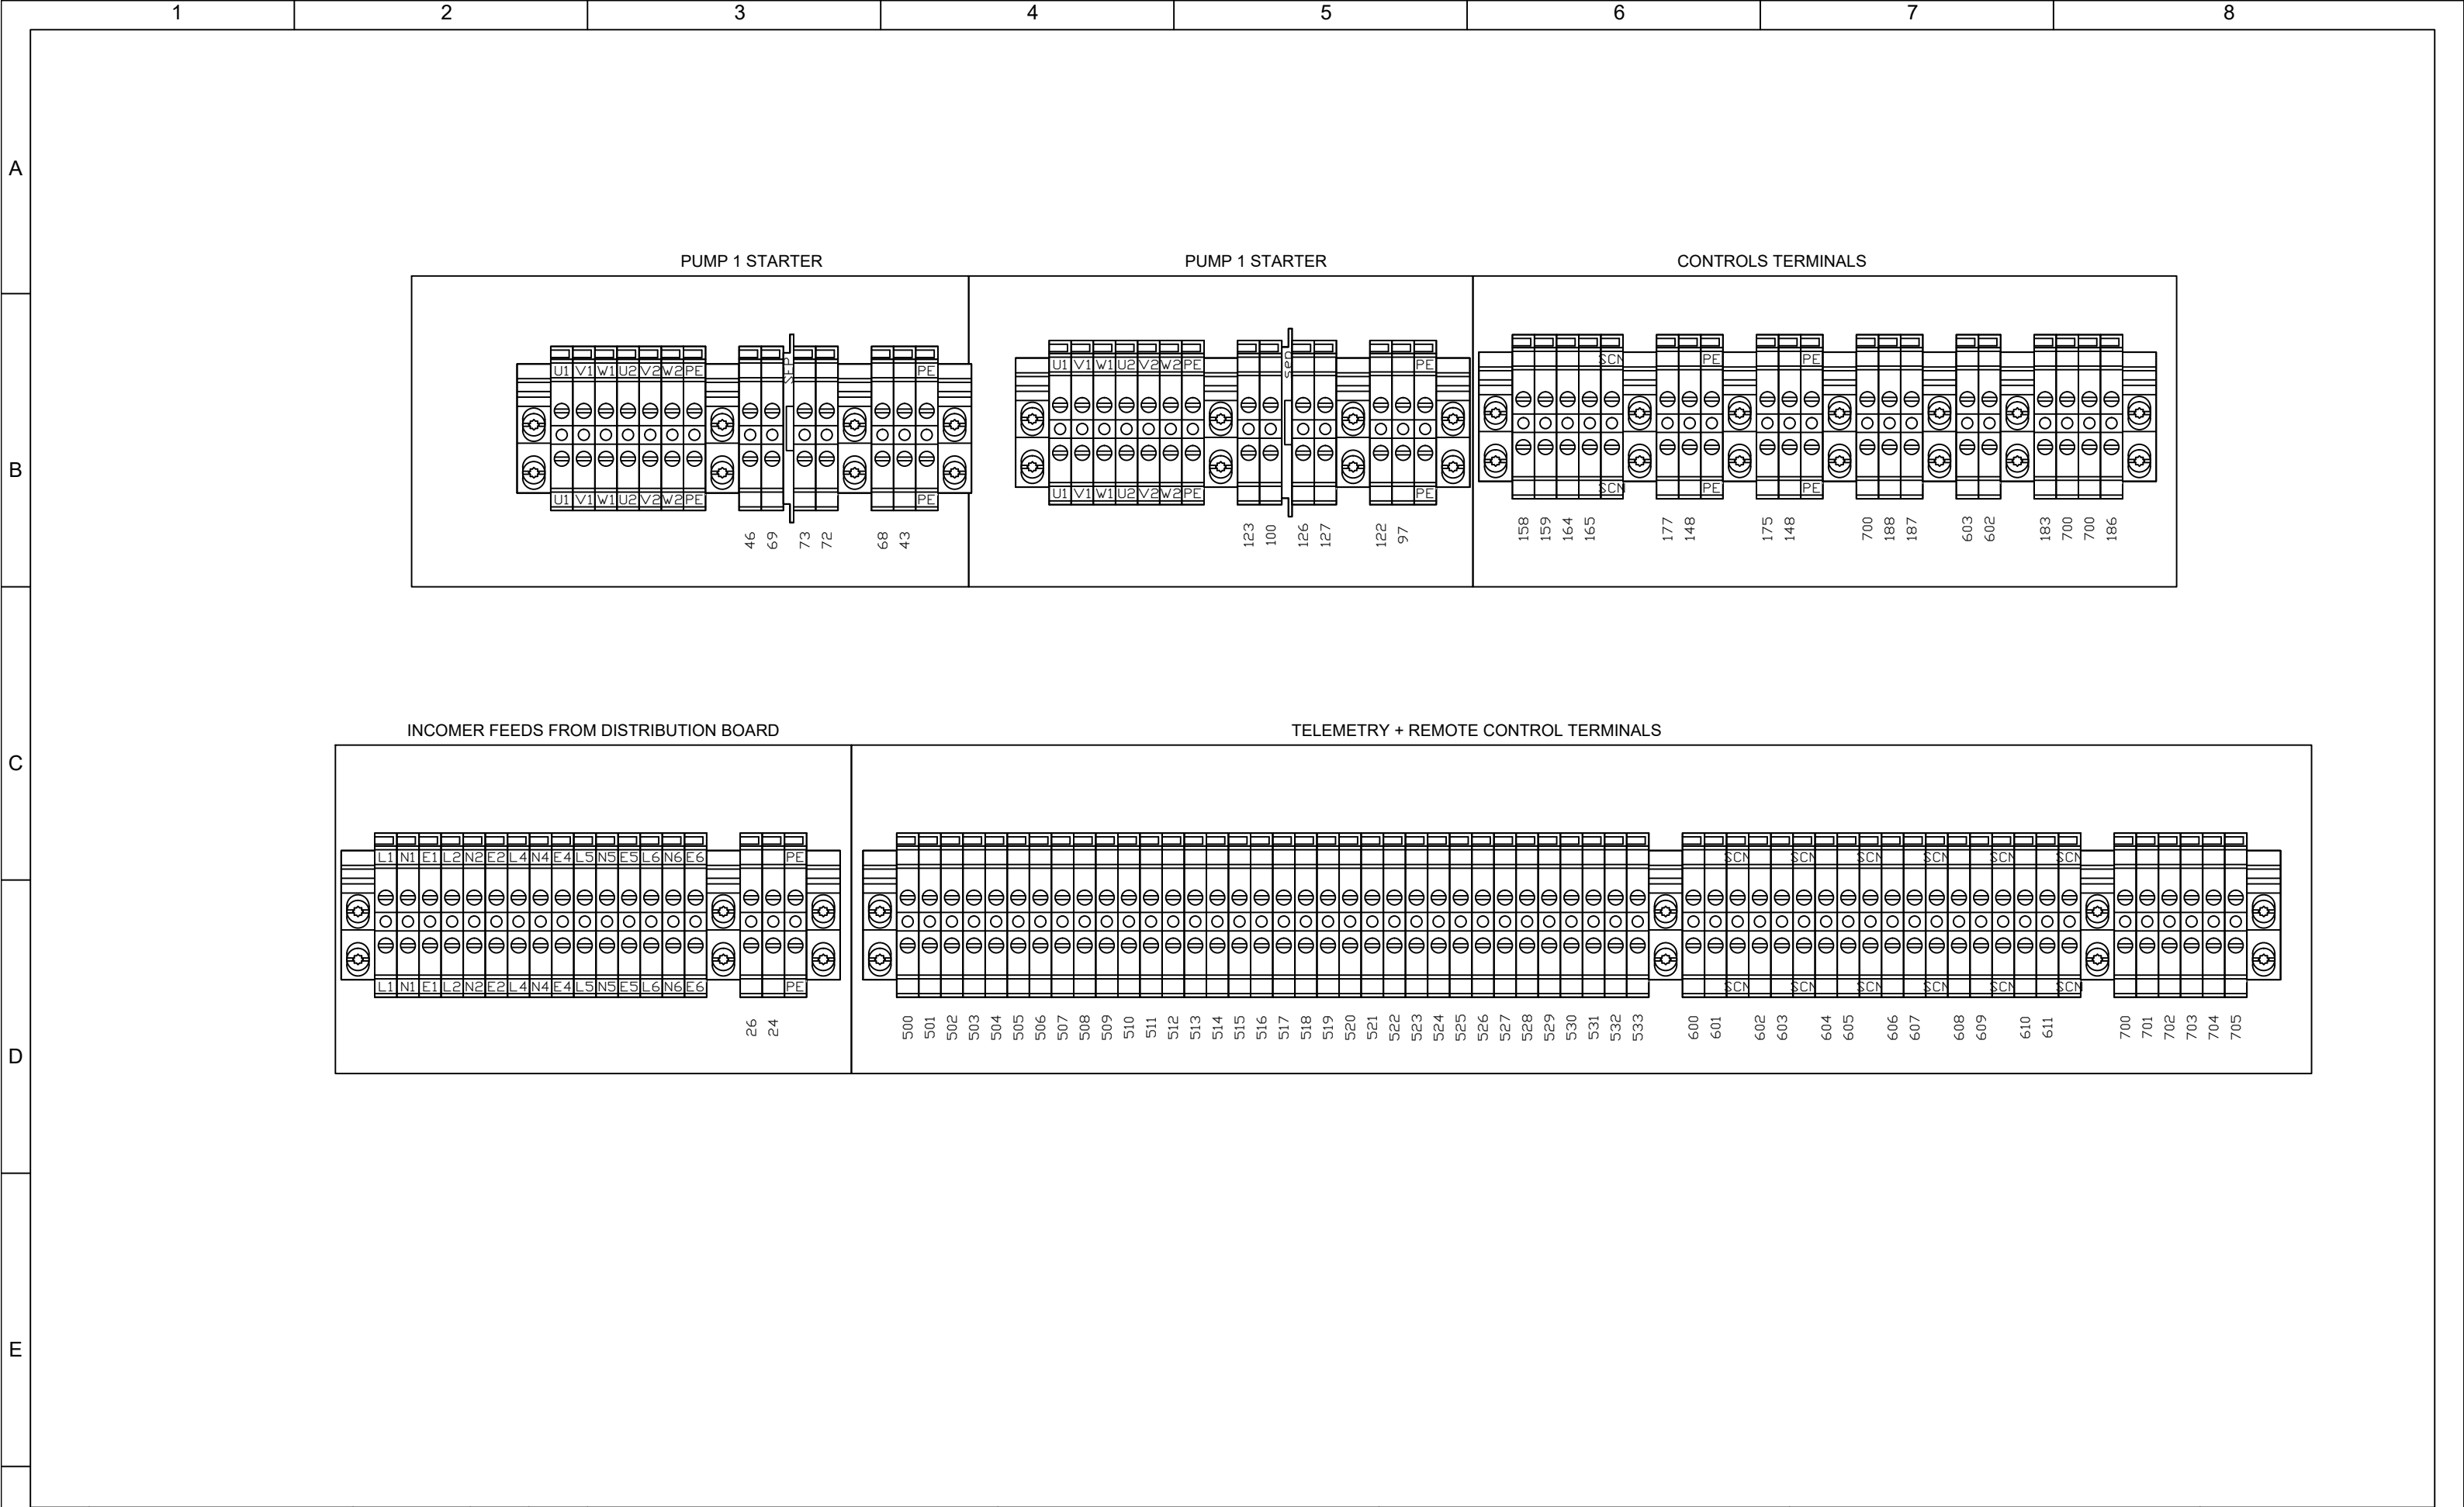 1 2 3 4 5 6 7 8
A
PUMP 1 STARTER PUMP 1 STARTER CONTROLS TERMINALS
B
U1 V1 W1 U2 V2 W2 PE SEP PE
U1 V1 W1 U2 V2 W2 PE PE
46 69 73 72 68 43
U1 V1 W1 U2 V2 W2 PE SEP PE
U1 V1 W1 U2 V2 W2 PE PE
123 100 126 127 122 97
SCN PE PE
SCN PE PE
158 159 164 165 177 148 175 148 700 188 187 603 602 183 700 700 186
C
INCOMER FEEDS FROM DISTRIBUTION BOARD TELEMETRY + REMOTE CONTROL TERMINALS
L1 N1 E1 L2 N2 E2 L4 N4 E4 L5 N5 E5 L6 N6 E6 PE
L1 N1 E1 L2 N2 E2 L4 N4 E4 L5 N5 E5 L6 N6 E6 PE
26 24
SCN SCN SCN SCN SCN SCN
SCN SCN SCN SCN SCN SCN
500 501 502 503 504 505 506 507 508 509 510 511 512 513 514 515 516 517 518 519 520 521 522 523 524 525 526 527 528 529 530 531 532 533 600 601 602 603 604 605 606 607 608 609 610 611 700 701 702 703 704 705
D
E